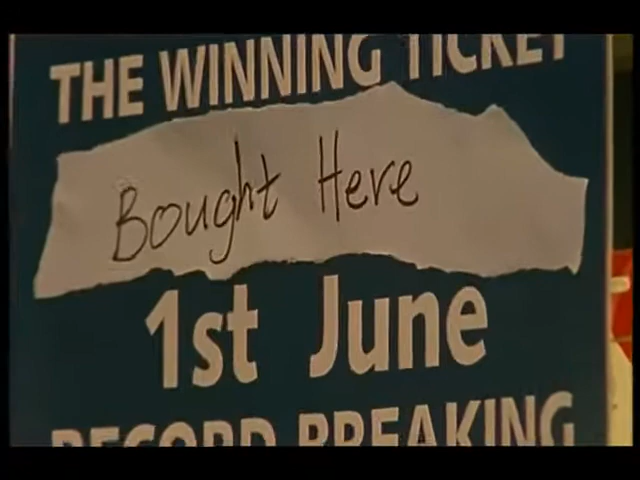 THE WINNING TICKET
Bought Here
1st June
RECORD BREAKING